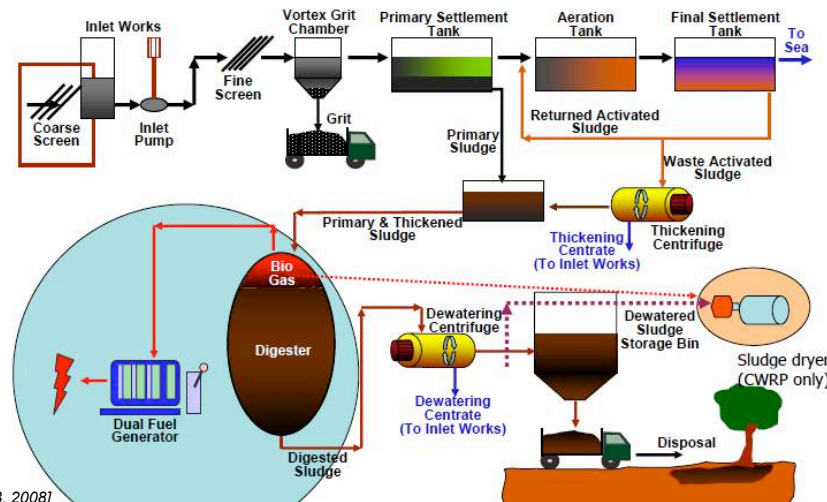 Inlet Works
Coarse
Screen
Inlet
Pump
Fine
Screen
Vortex Grit
Chamber
Grit
Primary Settlement
Tank
Aeration
Tank
Final Settlement
Tank
To
Sea
Returned Activated
Sludge
Primary
Sludge
Waste Activated
Sludge
Primary & Thickened
Sludge
Thickening
Centrate
(To Inlet Works)
Thickening
Centrifuge
Bio
Gas
Digester
Dual Fuel
Generator
Digested
Sludge
Dewatering
Centrifuge
Dewatering
Centrate
(To Inlet Works)
Dewatered
Sludge
Storage Bin
Sludge dryer
(CWRP only)
Disposal
, 2008]